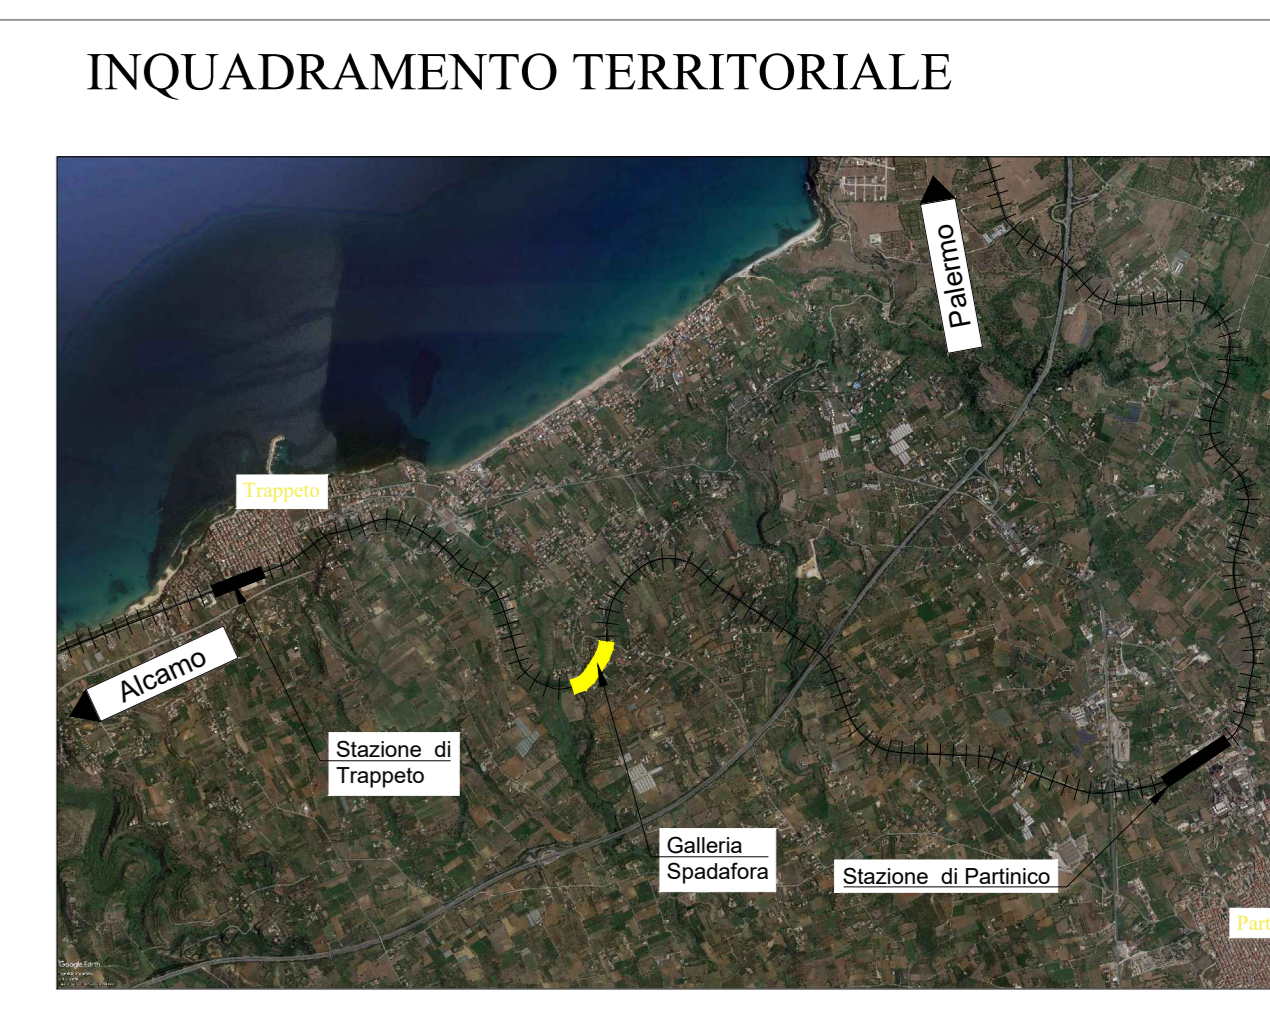 INQUADRAMENTO TERRITORIALE
Palermo
Trappeto
Alcamo
Stazione di
Trappeto
Galleria
Spadafora
Stazione di Partinico
Part
Google Earth